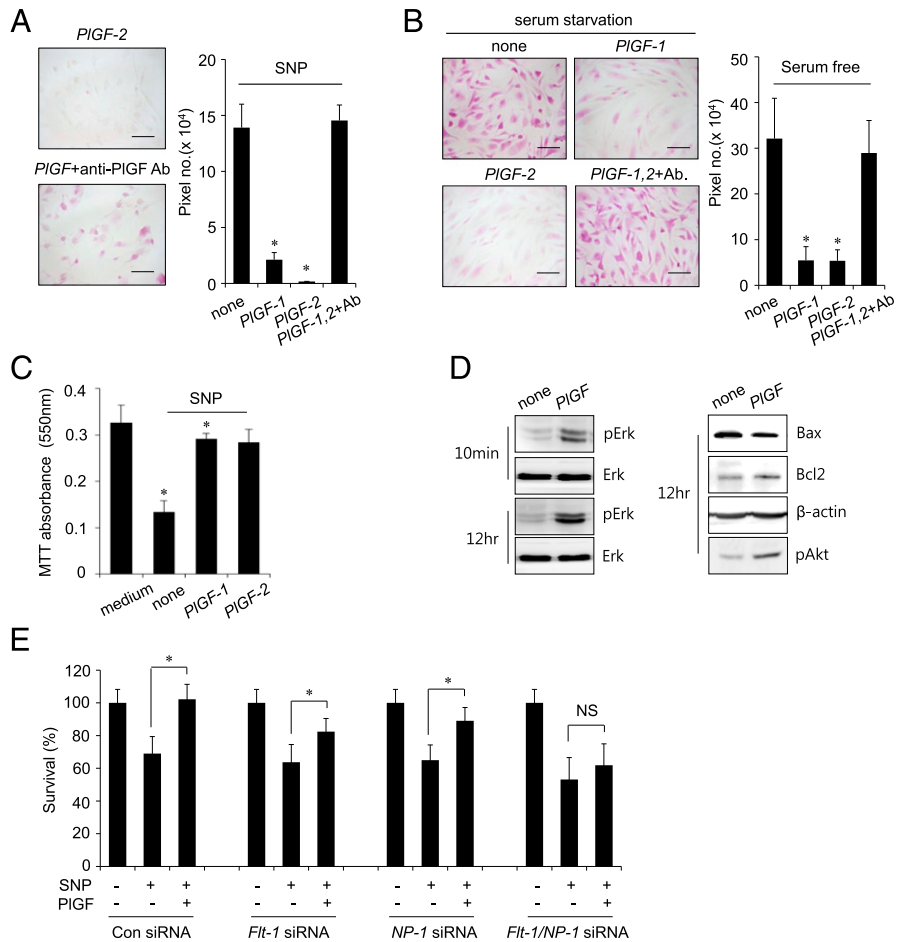 A
PlGF-2
PlGF+anti-PlGF Ab
SNP
Pixel no.(x 10⁴)
20
15
10
5
0
*
*
none
PlGF-1
PlGF-2
PlGF-1,2+Ab
B
serum starvation
none
PlGF-1
PlGF-2
PlGF-1,2+Ab.
Serum free
Pixel no.(x 10⁴)
50
40
30
20
10
0
*
*
none
PlGF-1
PlGF-2
PlGF-1,2+Ab
C
SNP
MTT absorbance (550nm)
0.4
0.3
0.2
0.1
0
*
*
medium
none
PlGF-1
PlGF-2
D
none PlGF
10min
pErk
Erk
12hr
pErk
Erk
none PlGF
12hr
Bax
Bcl2
β-actin
pAkt
E
Survival (%)
120
100
80
60
40
20
0
*
*
*
NS
SNP - + + - + + - + + - + +
PlGF + + + +
Con siRNA
Flt-1 siRNA
NP-1 siRNA
Flt-1/NP-1 siRNA